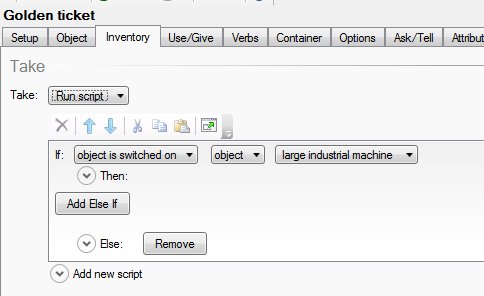 Golden ticket
Setup Object Inventory Use/Give Verbs Container Options Ask/Tell Attribut
Take
Take: Run script
If: object is switched on object large industrial machine
Then:
Add Else If
Else: Remove
Add new script